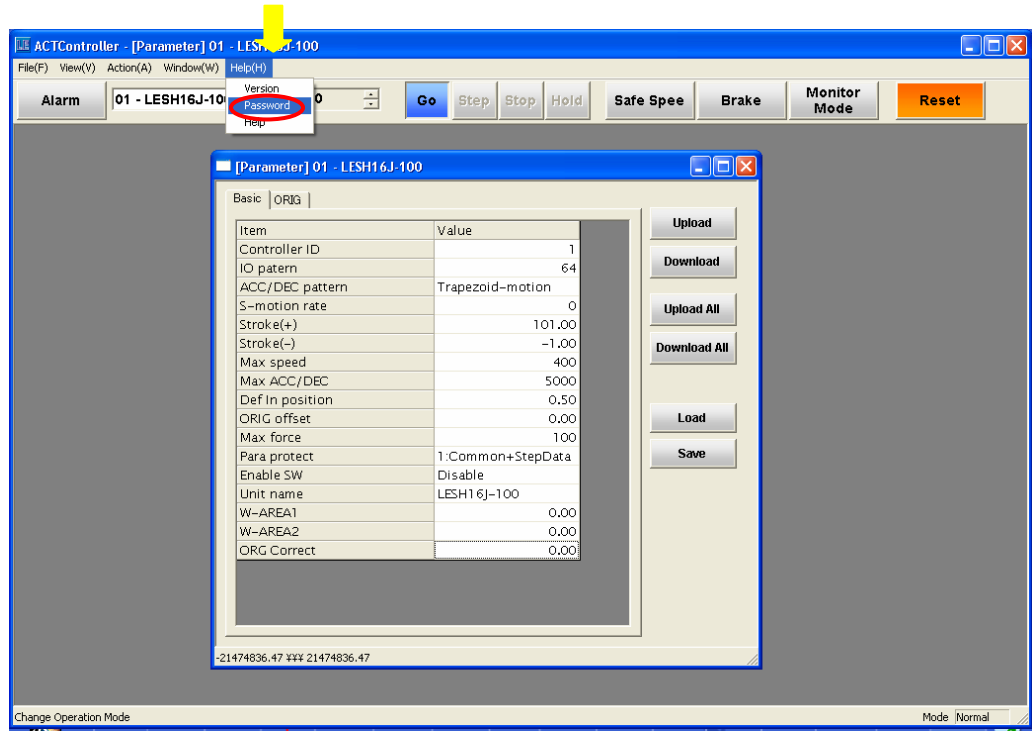 ACTController - [Parameter] 01 - LESH16J-100
File(F) View(V) Action(A) Window(W) Help(H)
Version
Password
Help
Alarm 01 - LESH16J-10 0 Go Step Stop Hold Safe Spee Brake Monitor Mode Reset
[Parameter] 01 - LESH16J-100
Basic ORIG
Item Value
Controller ID 1
IO patern 64
ACC/DEC pattern Trapezoid-motion
S-motion rate 0
Stroke(+) 101.00
Stroke(-) -1.00
Max speed 400
Max ACC/DEC 5000
Def In position 0.50
ORIG offset 0.00
Max force 100
Para protect 1:Common+StepData
Enable SW Disable
Unit name LESH16J-100
W-AREA1 0.00
W-AREA2 0.00
ORG Correct 0.00
Upload
Download
Upload All
Download All
Load
Save
-21474836.47 ¥¥¥ 21474836.47
Change Operation Mode Mode Normal